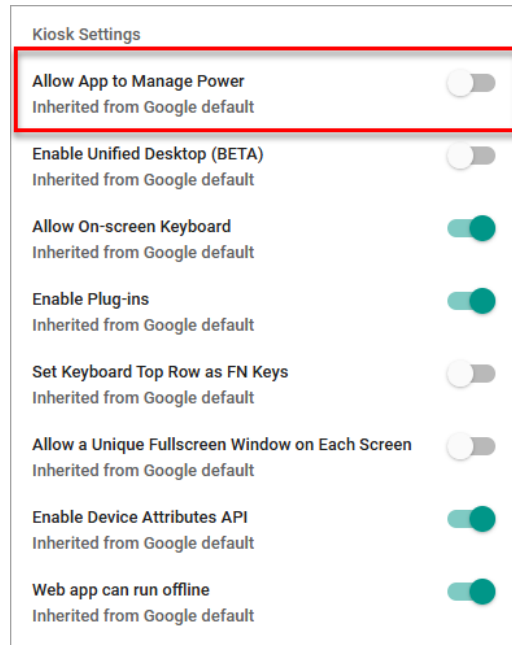 Kiosk Settings
Allow App to Manage Power
Inherited from Google default
Enable Unified Desktop (BETA)
Inherited from Google default
Allow On-screen Keyboard
Inherited from Google default
Enable Plug-ins
Inherited from Google default
Set Keyboard Top Row as FN Keys
Inherited from Google default
Allow a Unique Fullscreen Window on Each Screen
Inherited from Google default
Enable Device Attributes API
Inherited from Google default
Web app can run offline
Inherited from Google default